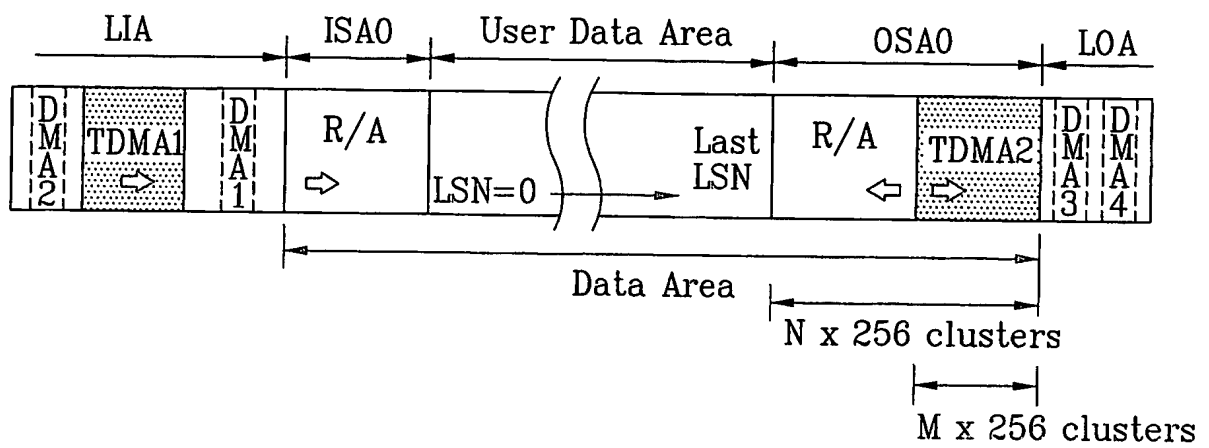 LIA
ISA0
User Data Area
OSA0
LOA
DMA2
TDMA1
DMA1
R/A
LSN=0
Last
LSN
R/A
TDMA2
DMA3
DMA4
Data Area
N x 256 clusters
M x 256 clusters